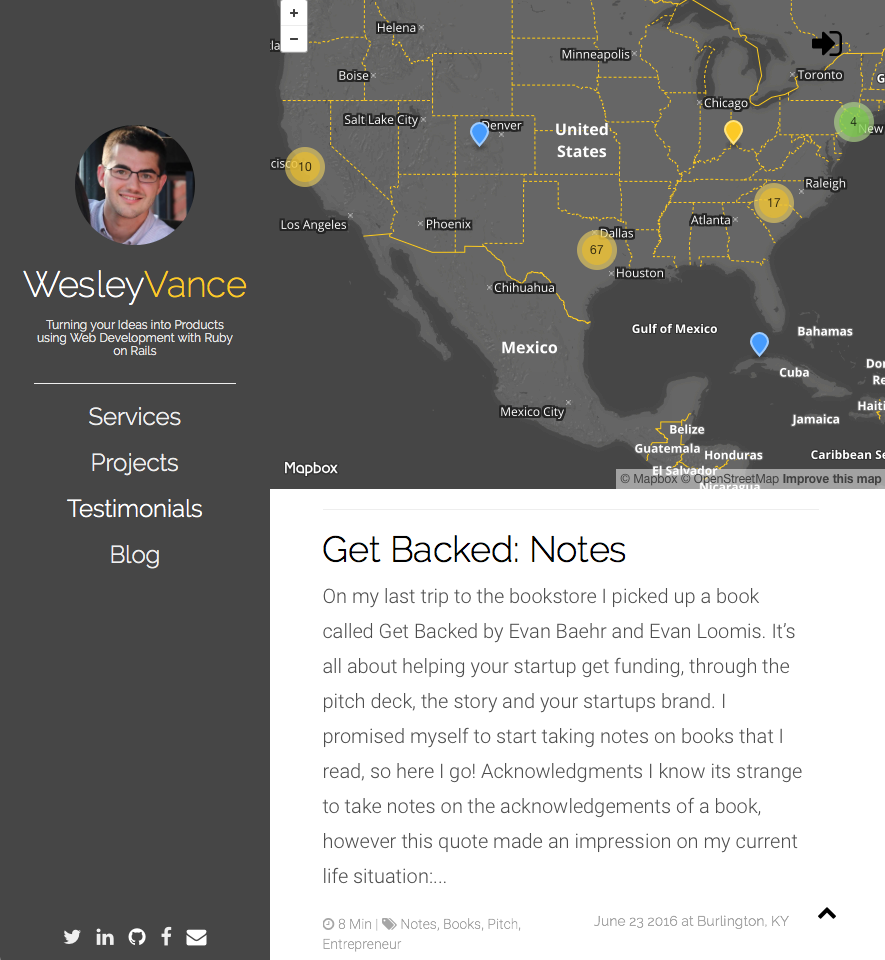 WesleyVance
Turning your Ideas into Products
using Web Development with Ruby
on Rails
Services
Projects
Testimonials
Blog
+
−
Helena
Minneapolis
Boise
Toronto
Chicago
Salt Lake City
Denver
United
States
4
New
cisco
10
Raleigh
17
Los Angeles
Phoenix
Atlanta
Dallas
67
Houston
Chihuahua
Gulf of Mexico
Bahamas
Mexico
Cuba
Do
Re
Haiti
Mexico City
Jamaica
Belize
Guatemala
Honduras
Caribbean Se
El Salvador
Nicaragua
Mapbox
© Mapbox © OpenStreetMap Improve this map
Get Backed: Notes
On my last trip to the bookstore I picked up a book
called Get Backed by Evan Baehr and Evan Loomis. It’s
all about helping your startup get funding, through the
pitch deck, the story and your startups brand. I
promised myself to start taking notes on books that I
read, so here I go! Acknowledgments I know its strange
to take notes on the acknowledgements of a book,
however this quote made an impression on my current
life situation:...
8 Min | Notes, Books, Pitch,
Entrepreneur
June 23 2016 at Burlington, KY